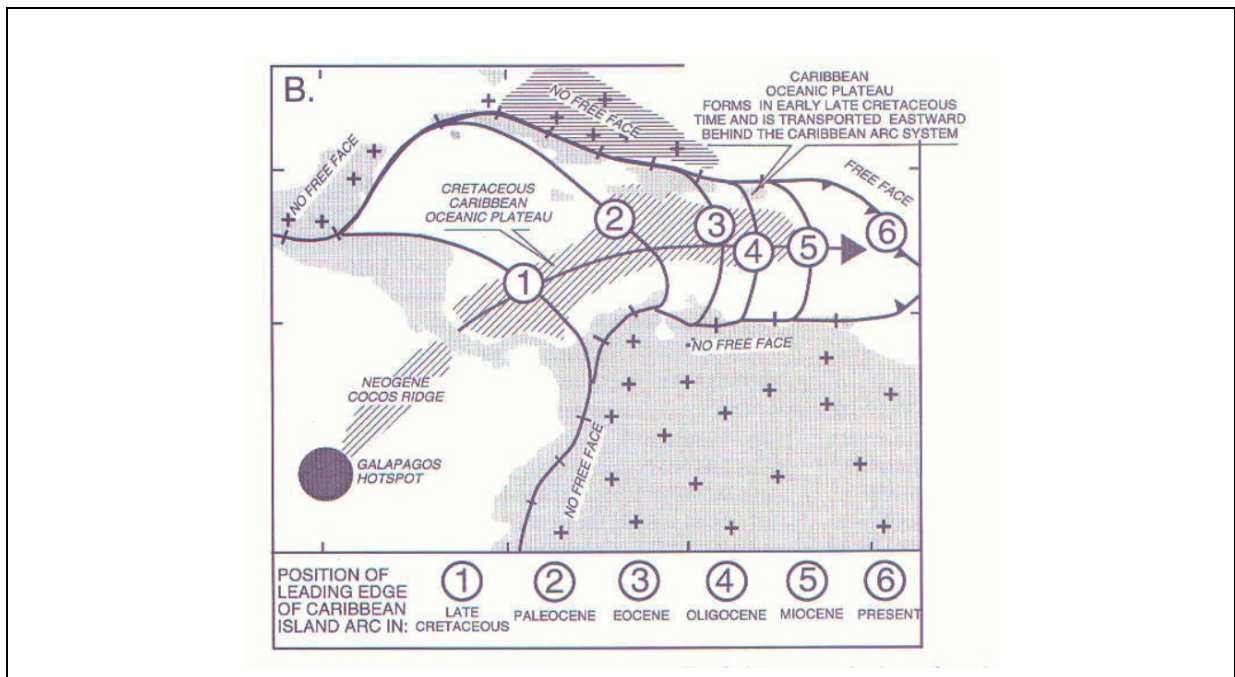 B.
NO FREE FACE
CARIBBEAN
OCEANIC PLATEAU
FORMS IN EARLY LATE CRETACEOUS
TIME AND IS TRANSPORTED EASTWARD
BEHIND THE CARIBBEAN ARC SYSTEM
NO FREE FACE
FREE FACE
CRETACEOUS
CARIBBEAN
OCEANIC PLATEAU
2
3
4
5
6
1
NO FREE FACE
NEOGENE
COCOS RIDGE
GALAPAGOS
HOTSPOT
NO FREE FACE
POSITION OF
LEADING EDGE
OF CARIBBEAN
ISLAND ARC IN:
1
LATE
CRETACEOUS
2
PALEOCENE
3
EOCENE
4
OLIGOCENE
5
MIOCENE
6
PRESENT